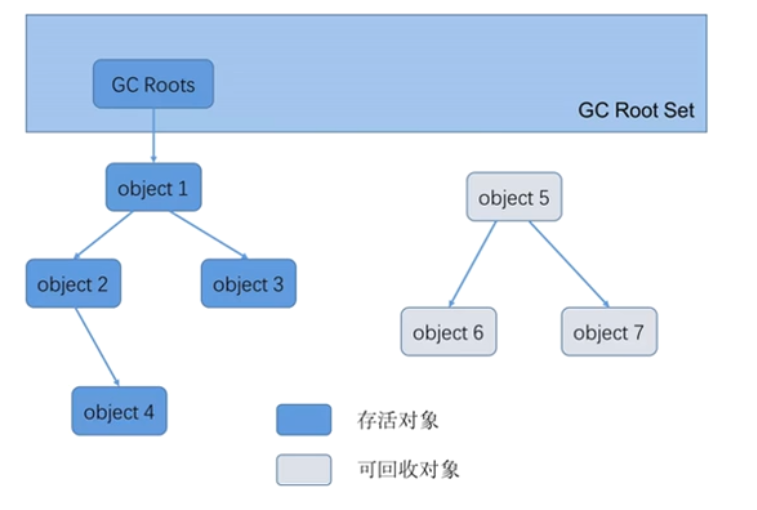 GC Roots
GC Root Set
object 1
object 5
object 2
object 3
object 6
object 7
object 4
存活对象
可回收对象